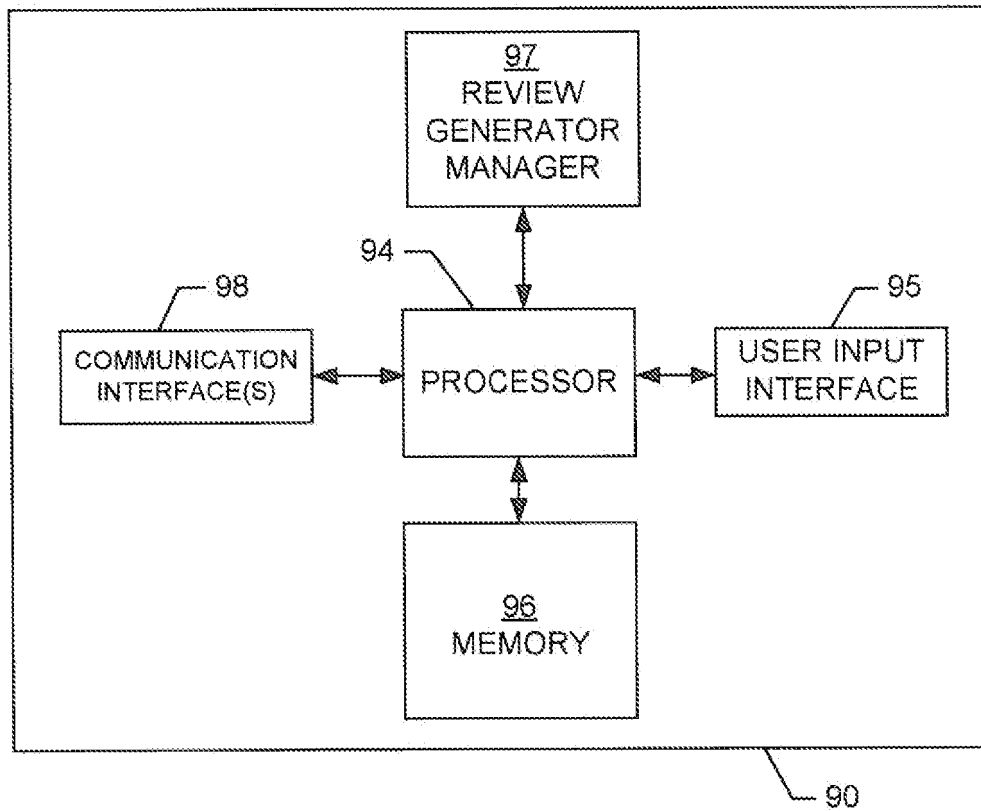 97
REVIEW
GENERATOR
MANAGER
94
98
95
COMMUNICATION
INTERFACE(S)
PROCESSOR
USER INPUT
INTERFACE
96
MEMORY
90